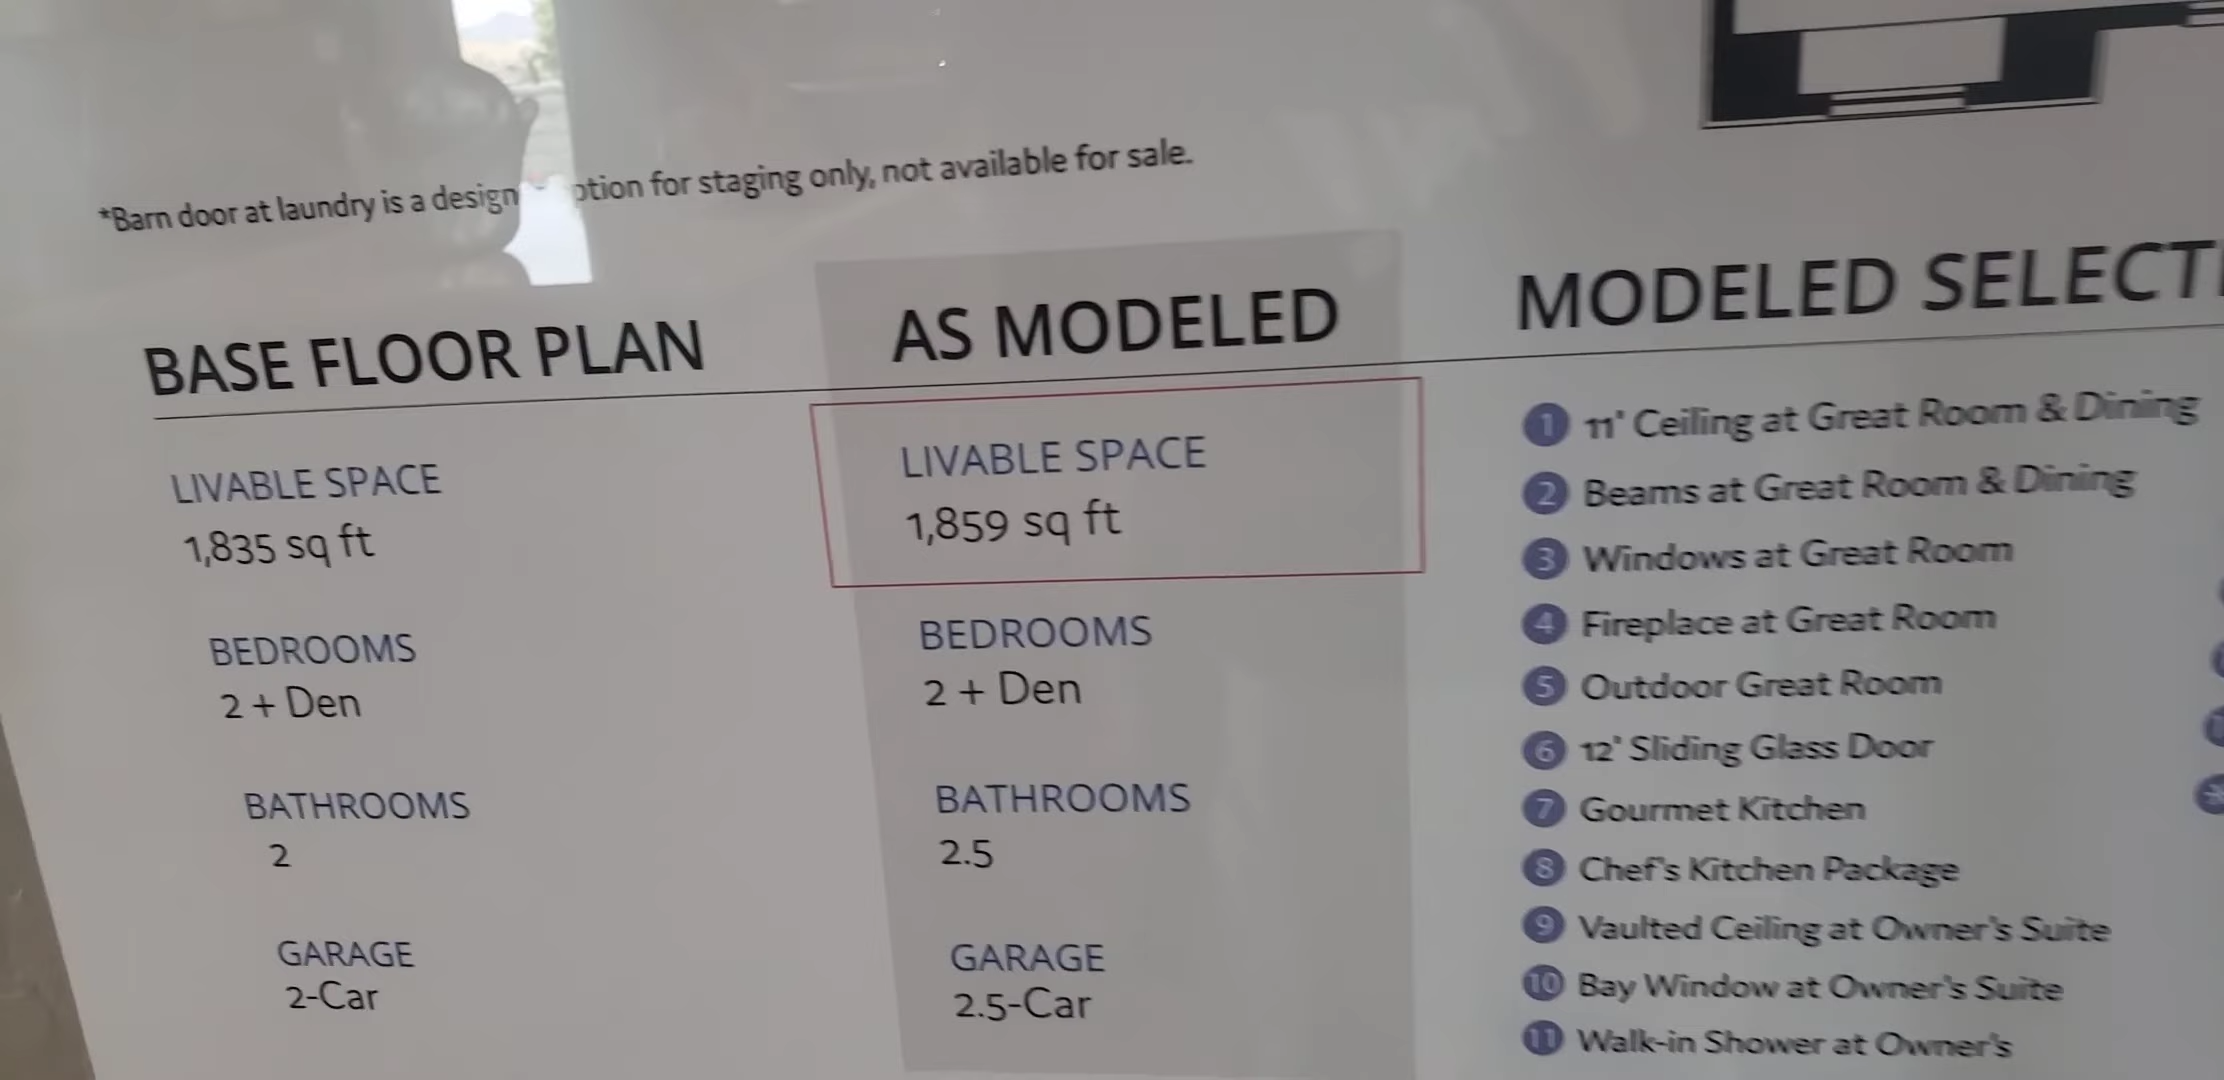 *Barn door at laundry is a design for staging only, not available for sale.
BASE FLOOR PLAN
LIVABLE SPACE
1,835 sq ft
BEDROOMS
2 + Den
BATHROOMS
2
GARAGE
2-Car
AS MODELED
LIVABLE SPACE
1,859 sq ft
BEDROOMS
2 + Den
BATHROOMS
2.5
GARAGE
2.5-Car
MODELED
1 11' Ceiling at Great Room & Dining
2 Beams at Great Room & Dining
3 Windows at Great Room
4 Fireplace at Great Room
5 Outdoor Great Room
6 12' Sliding Glass Door
7 Gourmet Kitchen
8 Chef's Kitchen Package
9 Vaulted Ceiling at Owner's Suite
10 Bay Window at Owner's Suite
11 Walk-in Shower at Owner's